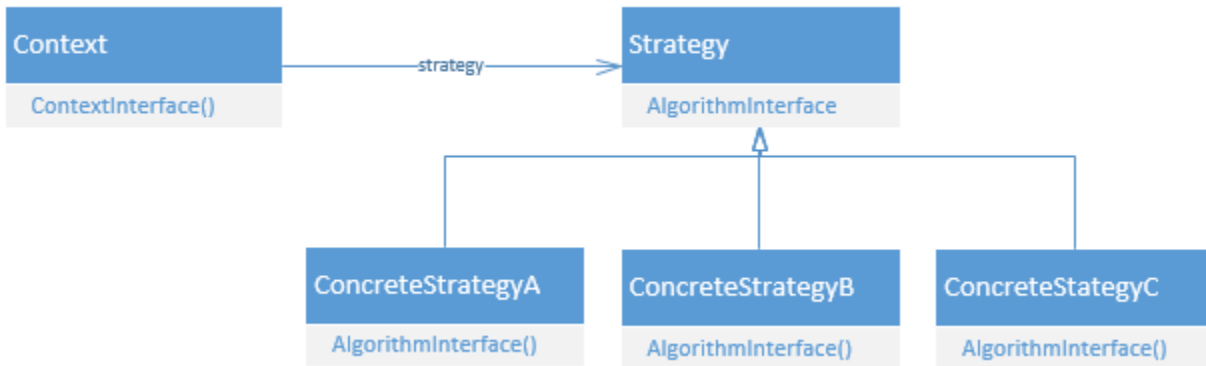 Context
ContextInterface()
strategy
Strategy
AlgorithmInterface
ConcreteStrategyA
AlgorithmInterface()
ConcreteStrategyB
AlgorithmInterface()
ConcreteStategyC
AlgorithmInterface()